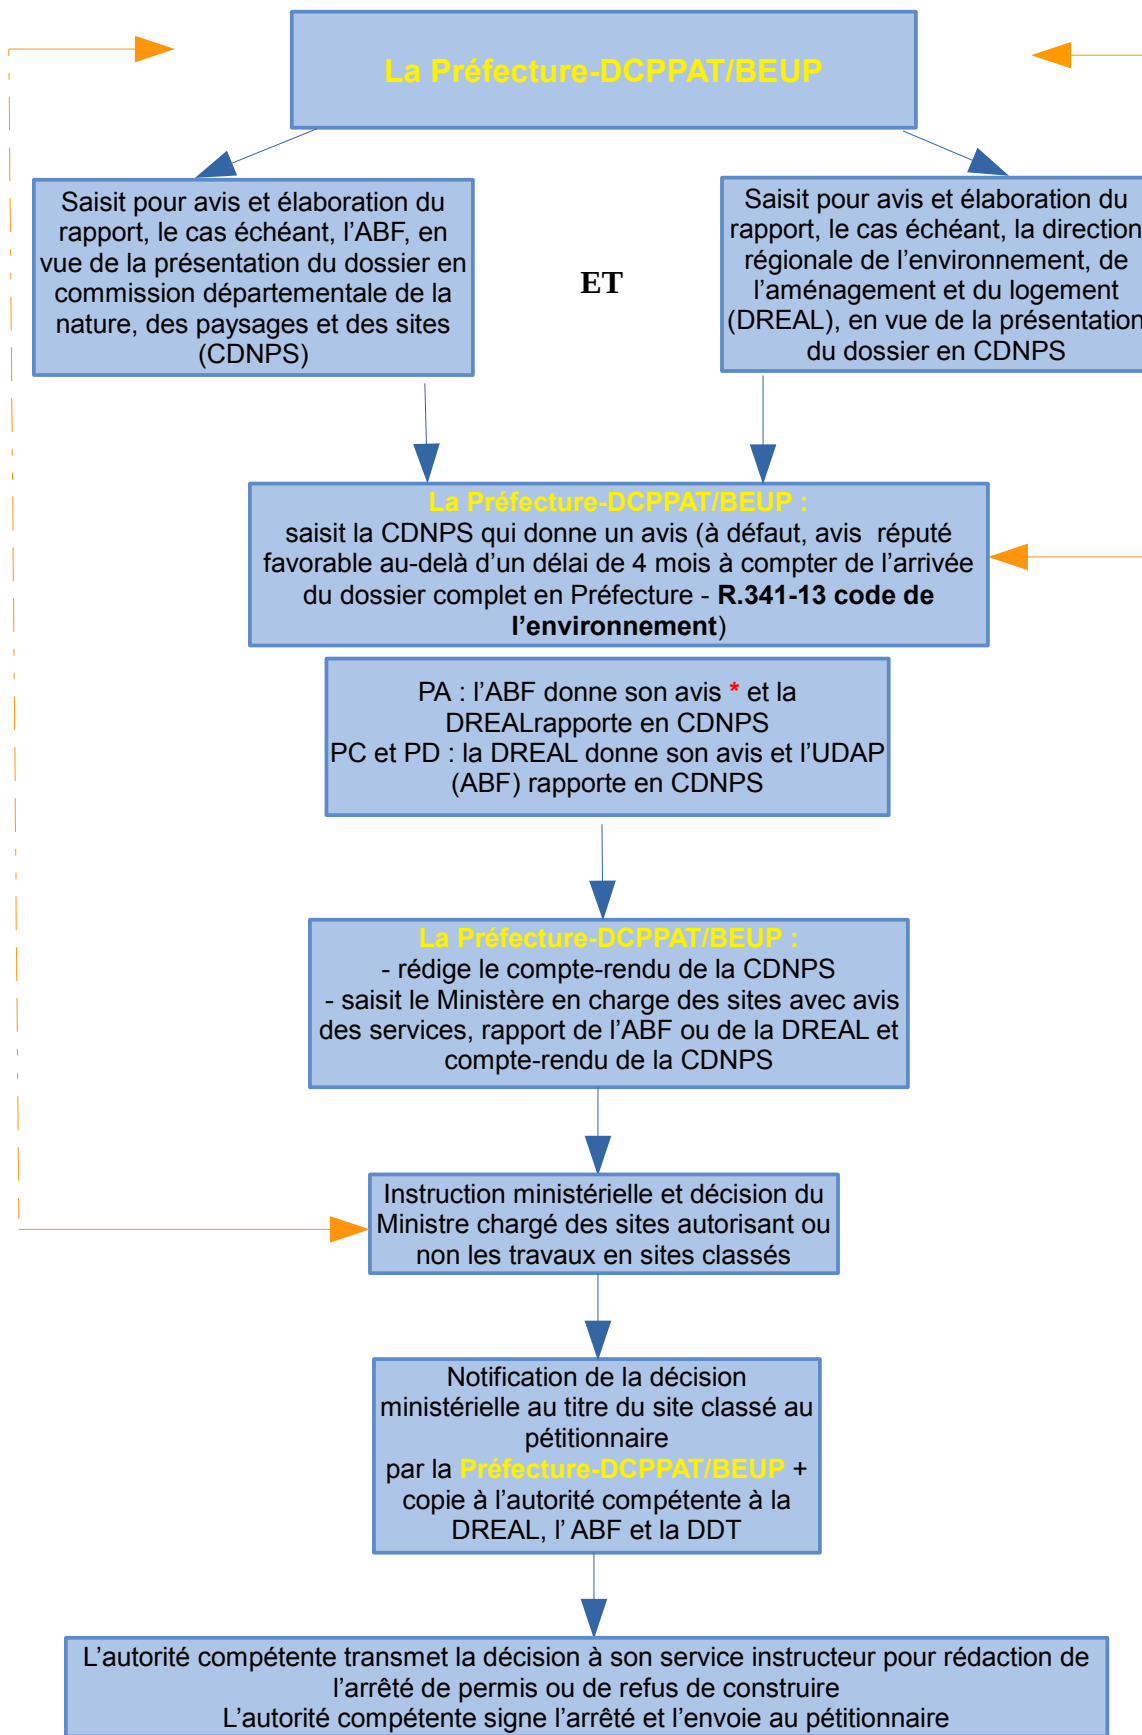 La Préfecture-DCPPAT/BEUP
Saisit pour avis et élaboration du
rapport, le cas échéant, l’ABF, en
vue de la présentation du dossier en
commission départementale de la
nature, des paysages et des sites
(CDNPS)
ET
Saisit pour avis et élaboration du
rapport, le cas échéant, la direction
régionale de l’environnement, de
l’aménagement et du logement
(DREAL), en vue de la présentation
du dossier en CDNPS
La Préfecture-DCPPAT/BEUP :
saisit la CDNPS qui donne un avis (à défaut, avis réputé
favorable au-delà d’un délai de 4 mois à compter de l’arrivée
du dossier complet en Préfecture - R.341-13 code de
l’environnement)
PA : l’ABF donne son avis * et la
DREALrapporte en CDNPS
PC et PD : la DREAL donne son avis et l’UDAP
(ABF) rapporte en CDNPS
La Préfecture-DCPPAT/BEUP :
- rédige le compte-rendu de la CDNPS
- saisit le Ministère en charge des sites avec avis
des services, rapport de l’ABF ou de la DREAL et
compte-rendu de la CDNPS
Instruction ministérielle et décision du
Ministre chargé des sites autorisant ou
non les travaux en sites classés
Notification de la décision
ministérielle au titre du site classé au
pétitionnaire
par la Préfecture-DCPPAT/BEUP +
copie à l’autorité compétente à la
DREAL, l’ ABF et la DDT
L’autorité compétente transmet la décision à son service instructeur pour rédaction de
l’arrêté de permis ou de refus de construire
L’autorité compétente signe l’arrêté et l’envoie au pétitionnaire